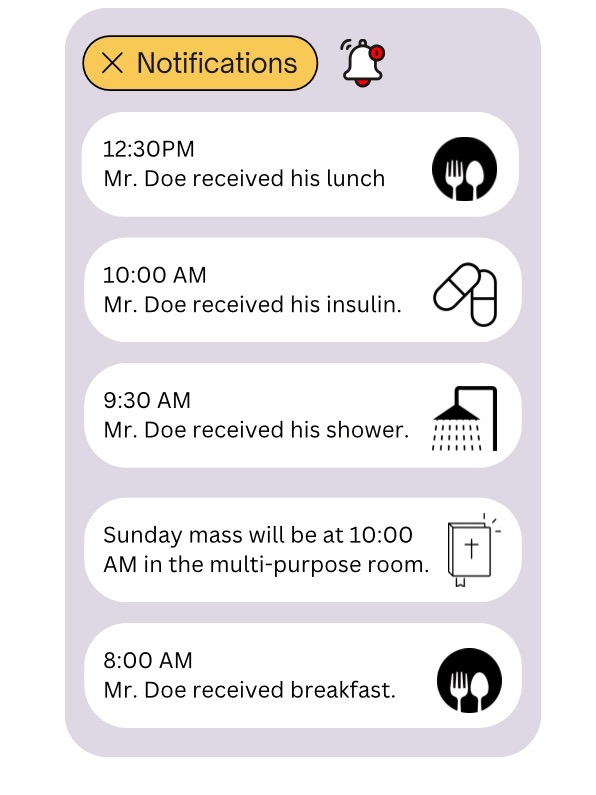 Notifications
12:30PM
Mr. Doe received his lunch
10:00 AM
Mr. Doe received his insulin.
9:30 AM
Mr. Doe received his shower.
Sunday mass will be at 10:00
AM in the multi-purpose room.
8:00 AM
Mr. Doe received breakfast.